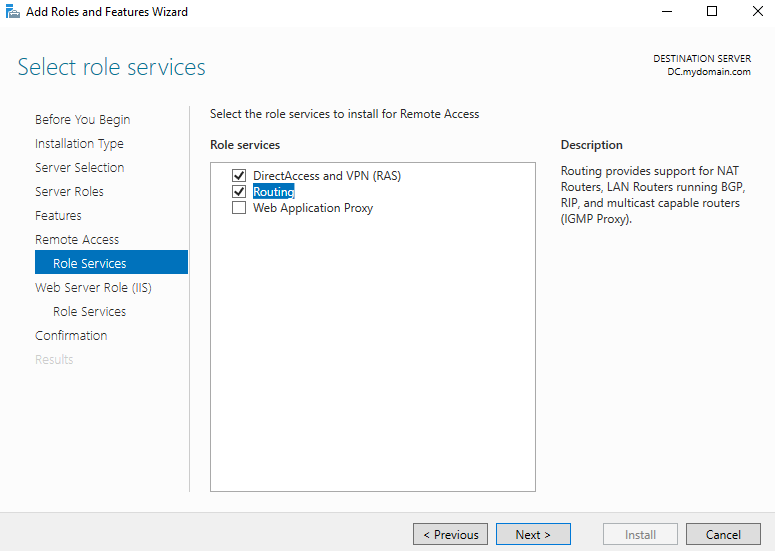 Add Roles and Features Wizard
Select role services
DESTINATION SERVER
DC.mydomain.com
Before You Begin
Installation Type
Server Selection
Server Roles
Features
Remote Access
Role Services
Web Server Role (IIS)
Role Services
Confirmation
Results
Select the role services to install for Remote Access
Role services
DirectAccess and VPN (RAS)
Routing
Web Application Proxy
Description
Routing provides support for NAT
Routers, LAN Routers running BGP,
RIP, and multicast capable routers
(IGMP Proxy).
< Previous
Next >
Install
Cancel